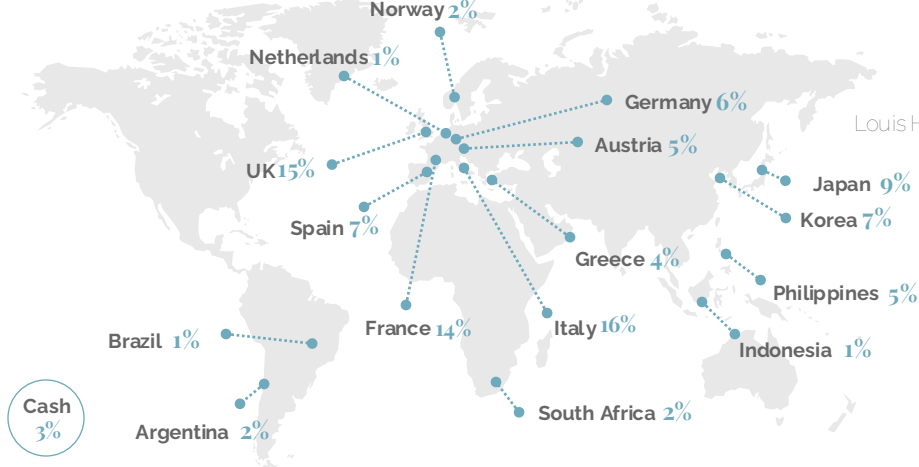 Norway 2%
Netherlands 1%
Germany 6%
Louis H
Austria 5%
UK 15%
Japan 9%
Korea 7%
Spain 7%
Greece 4%
Philippines 5%
France 14%
Italy 16%
Brazil 1%
Indonesia 1%
Cash
3%
South Africa 2%
Argentina 2%